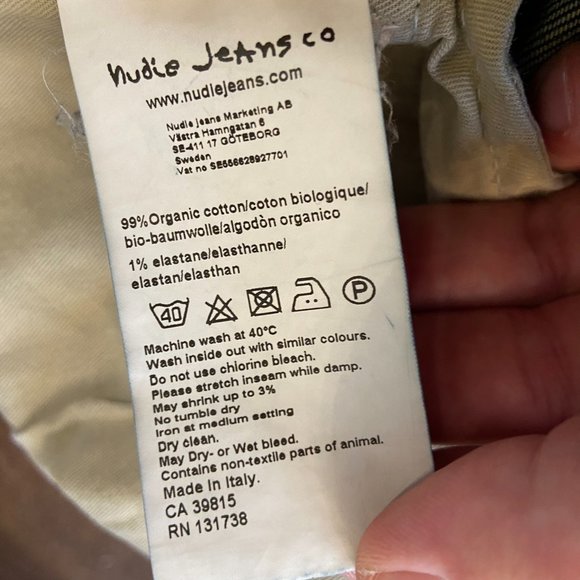 nudie jeans co
www.nudiejeans.com
Nudie Jeans Marketing AB
Västra Hamngatan 6
SE-411 17 GÖTEBORG
Sweden
Vat no SE556628927701
99%Organic cotton/coton biologique/
bio-baumwolle/algodòn organico
1% elastane/elasthanne/
elastan/elasthan
40 P
Machine wash at 40°C
Wash inside out with similar colours.
Do not use chlorine bleach.
Please stretch inseam while damp.
May shrink up to 3%
No tumble dry
Iron at medium setting
Dry clean.
May Dry- or Wet bleed.
Contains non-textile parts of animal.
Made in Italy.
CA 39815
RN 131738